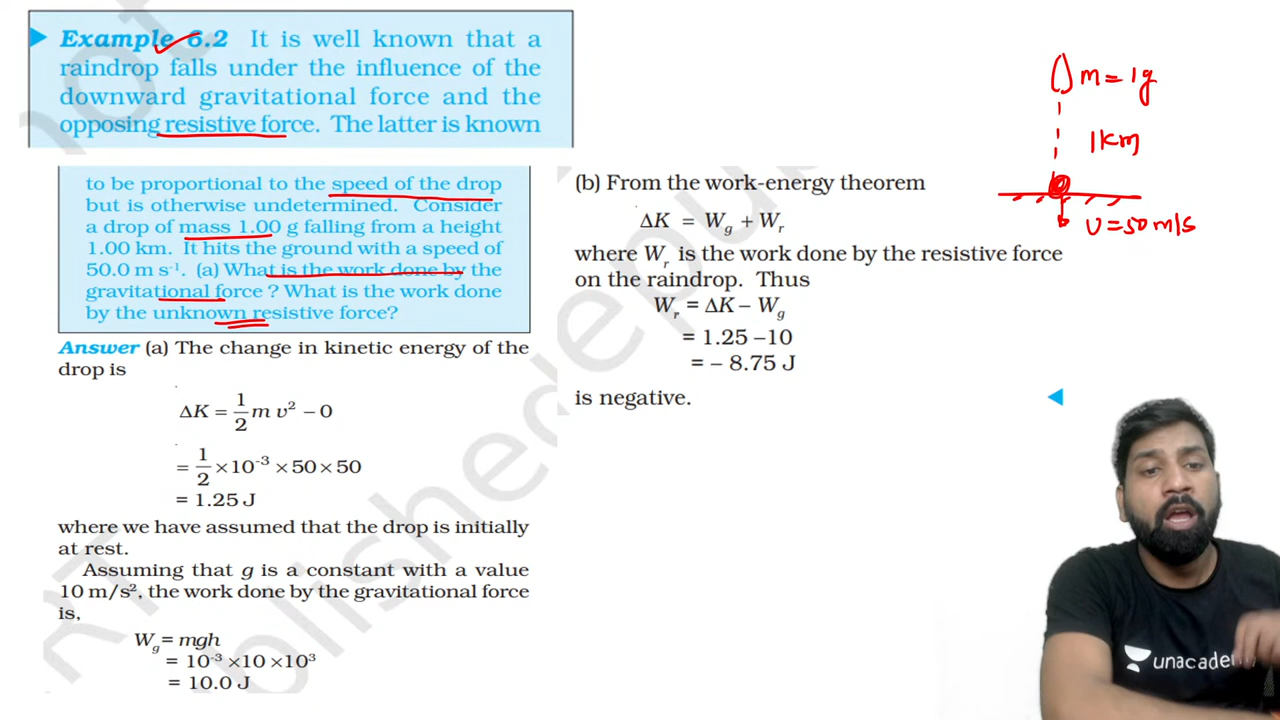 Example 6.2 It is well known that a
raindrop falls under the influence of the
downward gravitational force and the
opposing resistive force. The latter is known
to be proportional to the speed of the drop
but is otherwise undetermined. Consider
a drop of mass 1.00 g falling from a height
1.00 km. It hits the ground with a speed of
50.0 m s⁻¹. (a) What is the work done by the
gravitational force ? What is the work done
by the unknown resistive force?
Answer (a) The change in kinetic energy of the
drop is
ΔK = 1/2 m v² – 0
= 1/2 × 10⁻³ × 50 × 50
= 1.25 J
where we have assumed that the drop is initially
at rest.
Assuming that g is a constant with a value
10 m/s², the work done by the gravitational force
is,
W_g = mgh
= 10⁻³ ×10 ×10³
= 10.0 J
(b) From the work-energy theorem
ΔK = W_g + W_r
where W_r is the work done by the resistive force
on the raindrop. Thus
W_r = ΔK – W_g
= 1.25 –10
= – 8.75 J
is negative.
m = 1g
1km
υ = 50 m/s
unacade